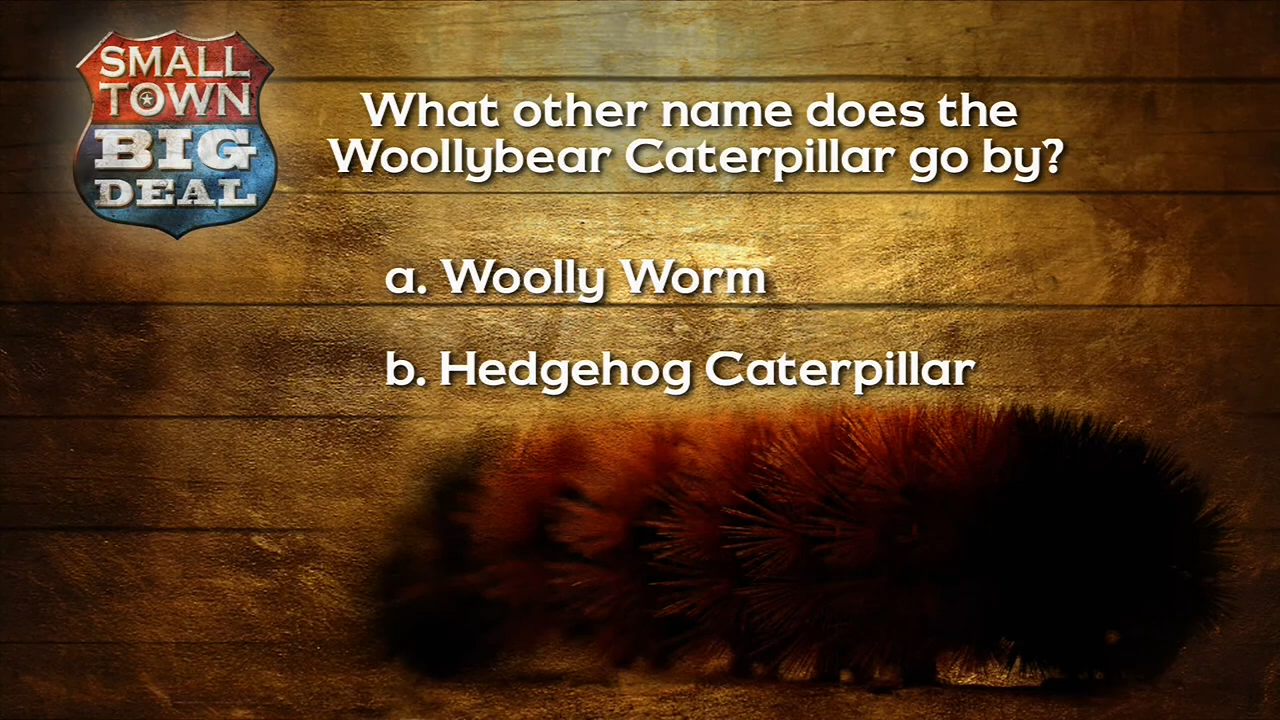 SMALL
TOWN
BIG
DEAL
What other name does the
Woollybear Caterpillar go by?
a. Woolly Worm
b. Hedgehog Caterpillar